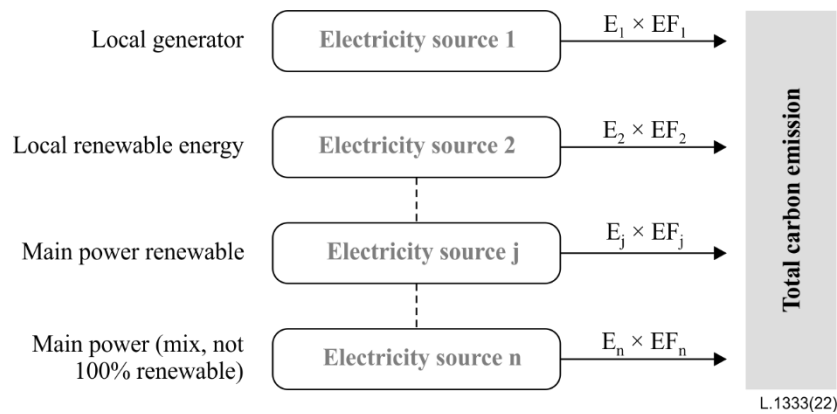 Local generator
Electricity source 1
E₁ × EF₁
Local renewable energy
Electricity source 2
E₂ × EF₂
Main power renewable
Electricity source j
Eⱼ × EFⱼ
Main power (mix, not
100% renewable)
Electricity source n
Eₙ × EFₙ
Total carbon emission
L.1333(22)